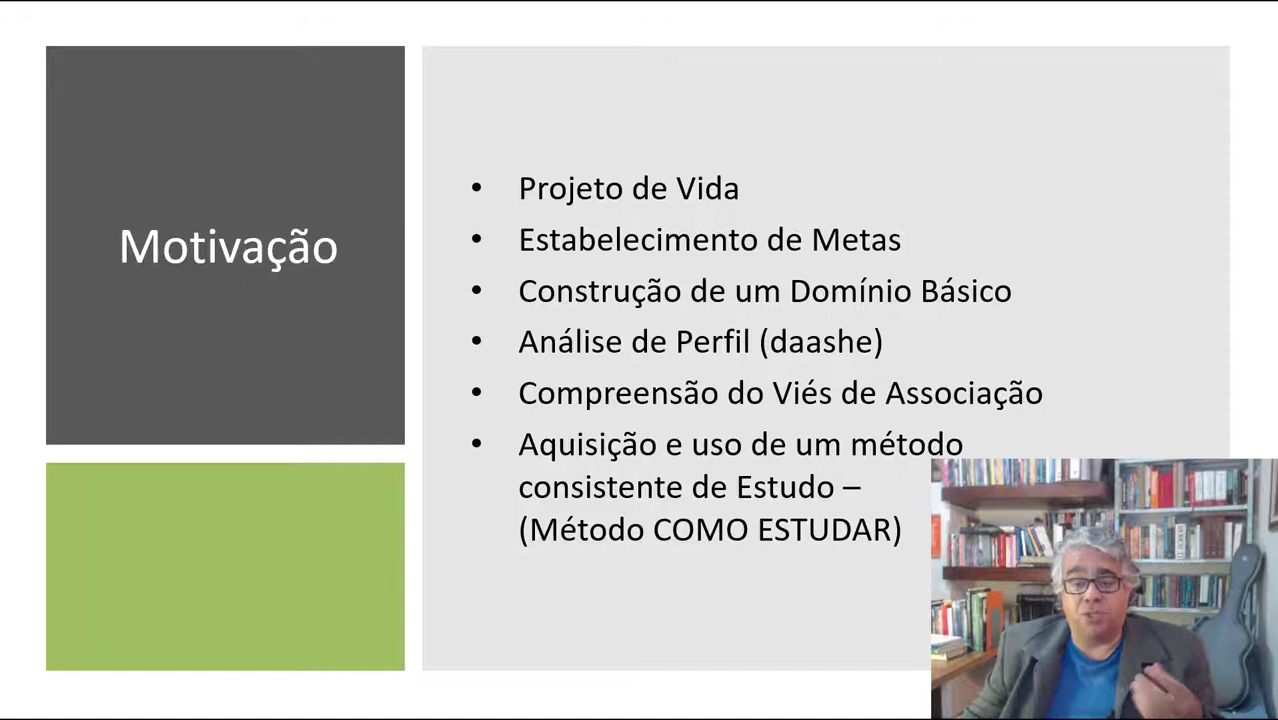 Motivação
• Projeto de Vida
• Estabelecimento de Metas
• Construção de um Domínio Básico
• Análise de Perfil (daashe)
• Compreensão do Viés de Associação
• Aquisição e uso de um método
consistente de Estudo –
(Método COMO ESTUDAR)